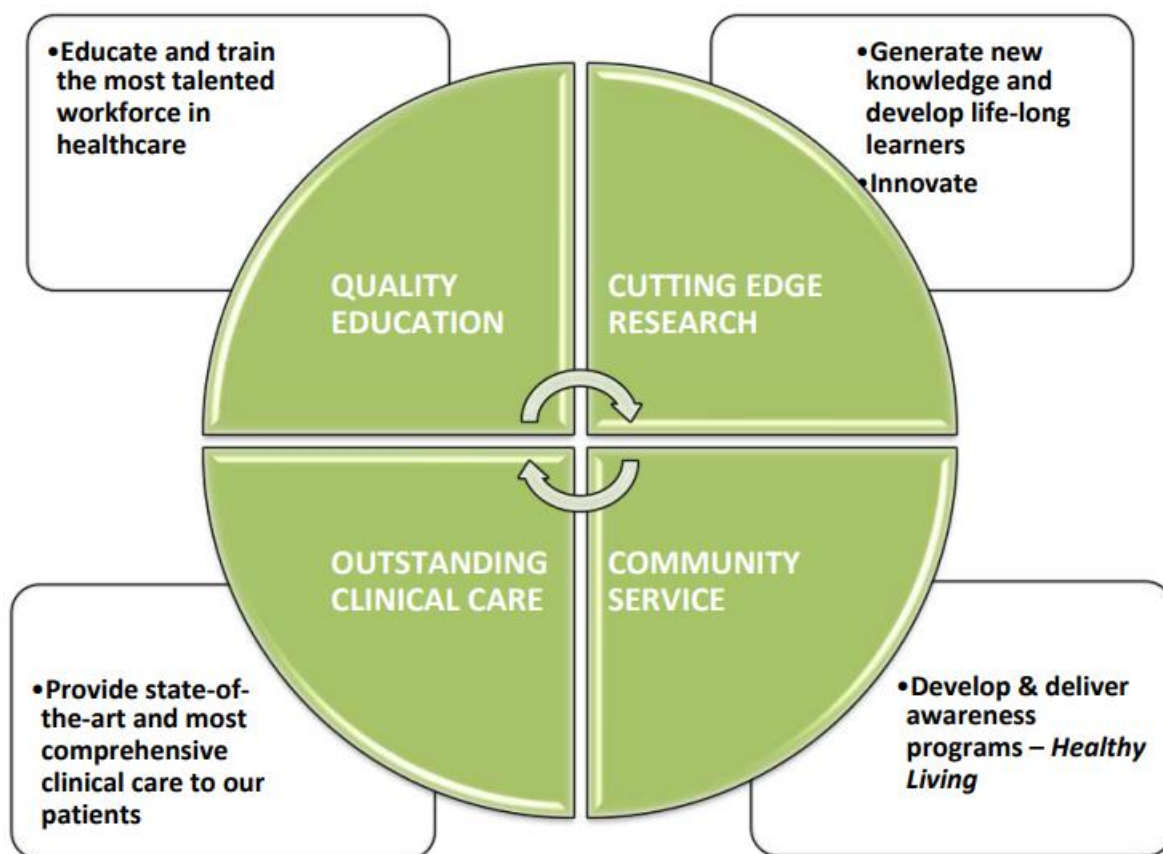 •Educate and train
the most talented
workforce in
healthcare
•Generate new
knowledge and
develop life-long
learners
•Innovate
QUALITY
EDUCATION
CUTTING EDGE
RESEARCH
OUTSTANDING
CLINICAL CARE
COMMUNITY
SERVICE
•Provide state-of-
the-art and most
comprehensive
clinical care to our
patients
•Develop & deliver
awareness
programs – Healthy
Living